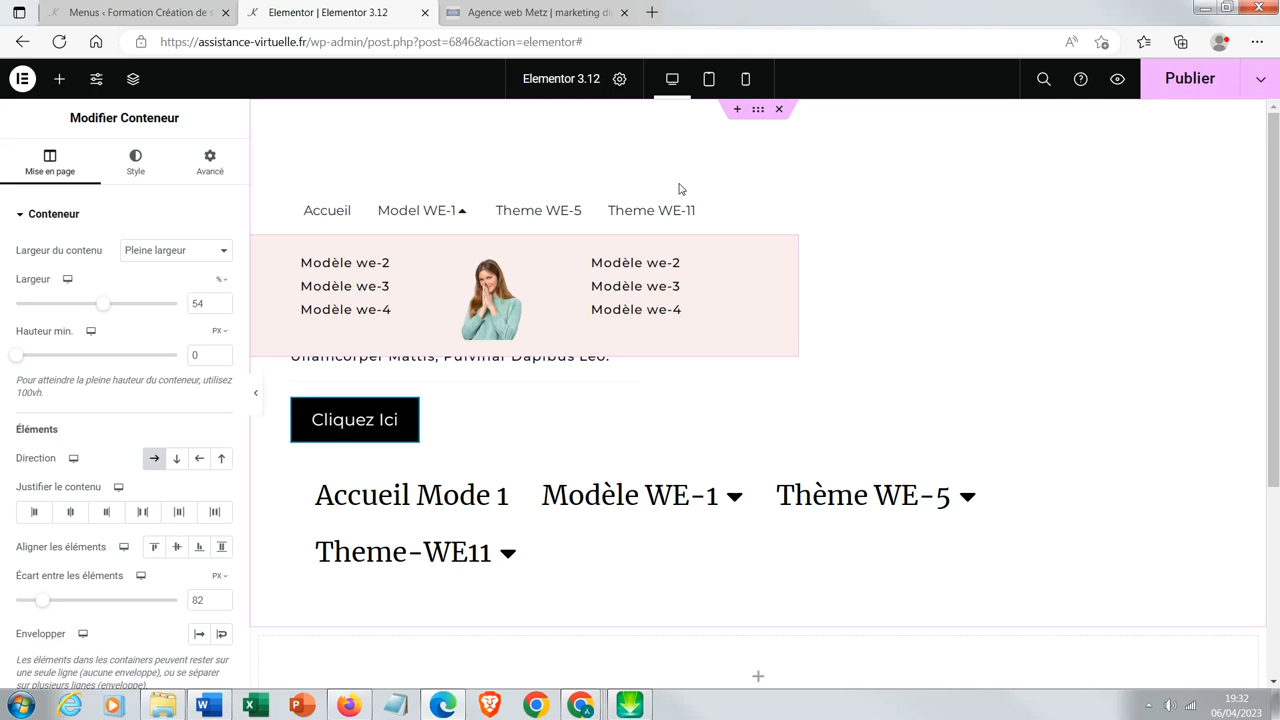 Menus ‹ Formation Création de s
Elementor | Elementor 3.12
Agence web Metz | marketing di
https://assistance-virtuelle.fr/wp-admin/post.php?post=6846&action=elementor#
Elementor 3.12
Publier
Modifier Conteneur
Mise en page
Style
Avancé
Conteneur
Largeur du contenu
Pleine largeur
Largeur
%
54
Hauteur min.
PX
0
Pour atteindre la pleine hauteur du conteneur, utilisez
100vh.
Éléments
Direction
Justifier le contenu
Aligner les éléments
Écart entre les éléments
PX
82
Envelopper
Les éléments dans les containers peuvent rester sur
une seule ligne (aucune enveloppe), ou se séparer
sur plusieurs lignes (enveloppe).
Accueil
Model WE-1
Theme WE-5
Theme WE-11
Modèle we-2
Modèle we-3
Modèle we-4
Modèle we-2
Modèle we-3
Modèle we-4
Ullamcorper Mattis, Pulvinar Dapibus Leo.
Cliquez Ici
Accueil Mode 1
Modèle WE-1
Thème WE-5
Theme-WE11
19:32
06/04/2023